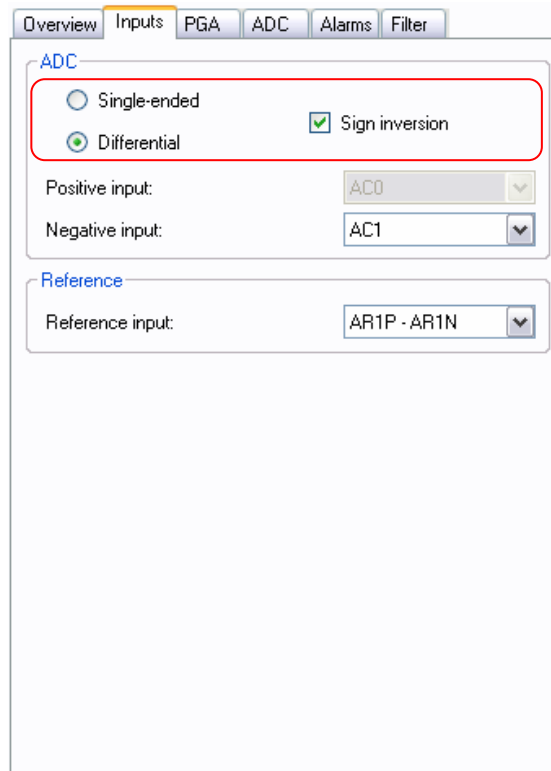 Overview Inputs PGA ADC Alarms Filter
ADC
Single-ended
Sign inversion
Differential
Positive input: AC0
Negative input: AC1
Reference
Reference input: AR1P - AR1N